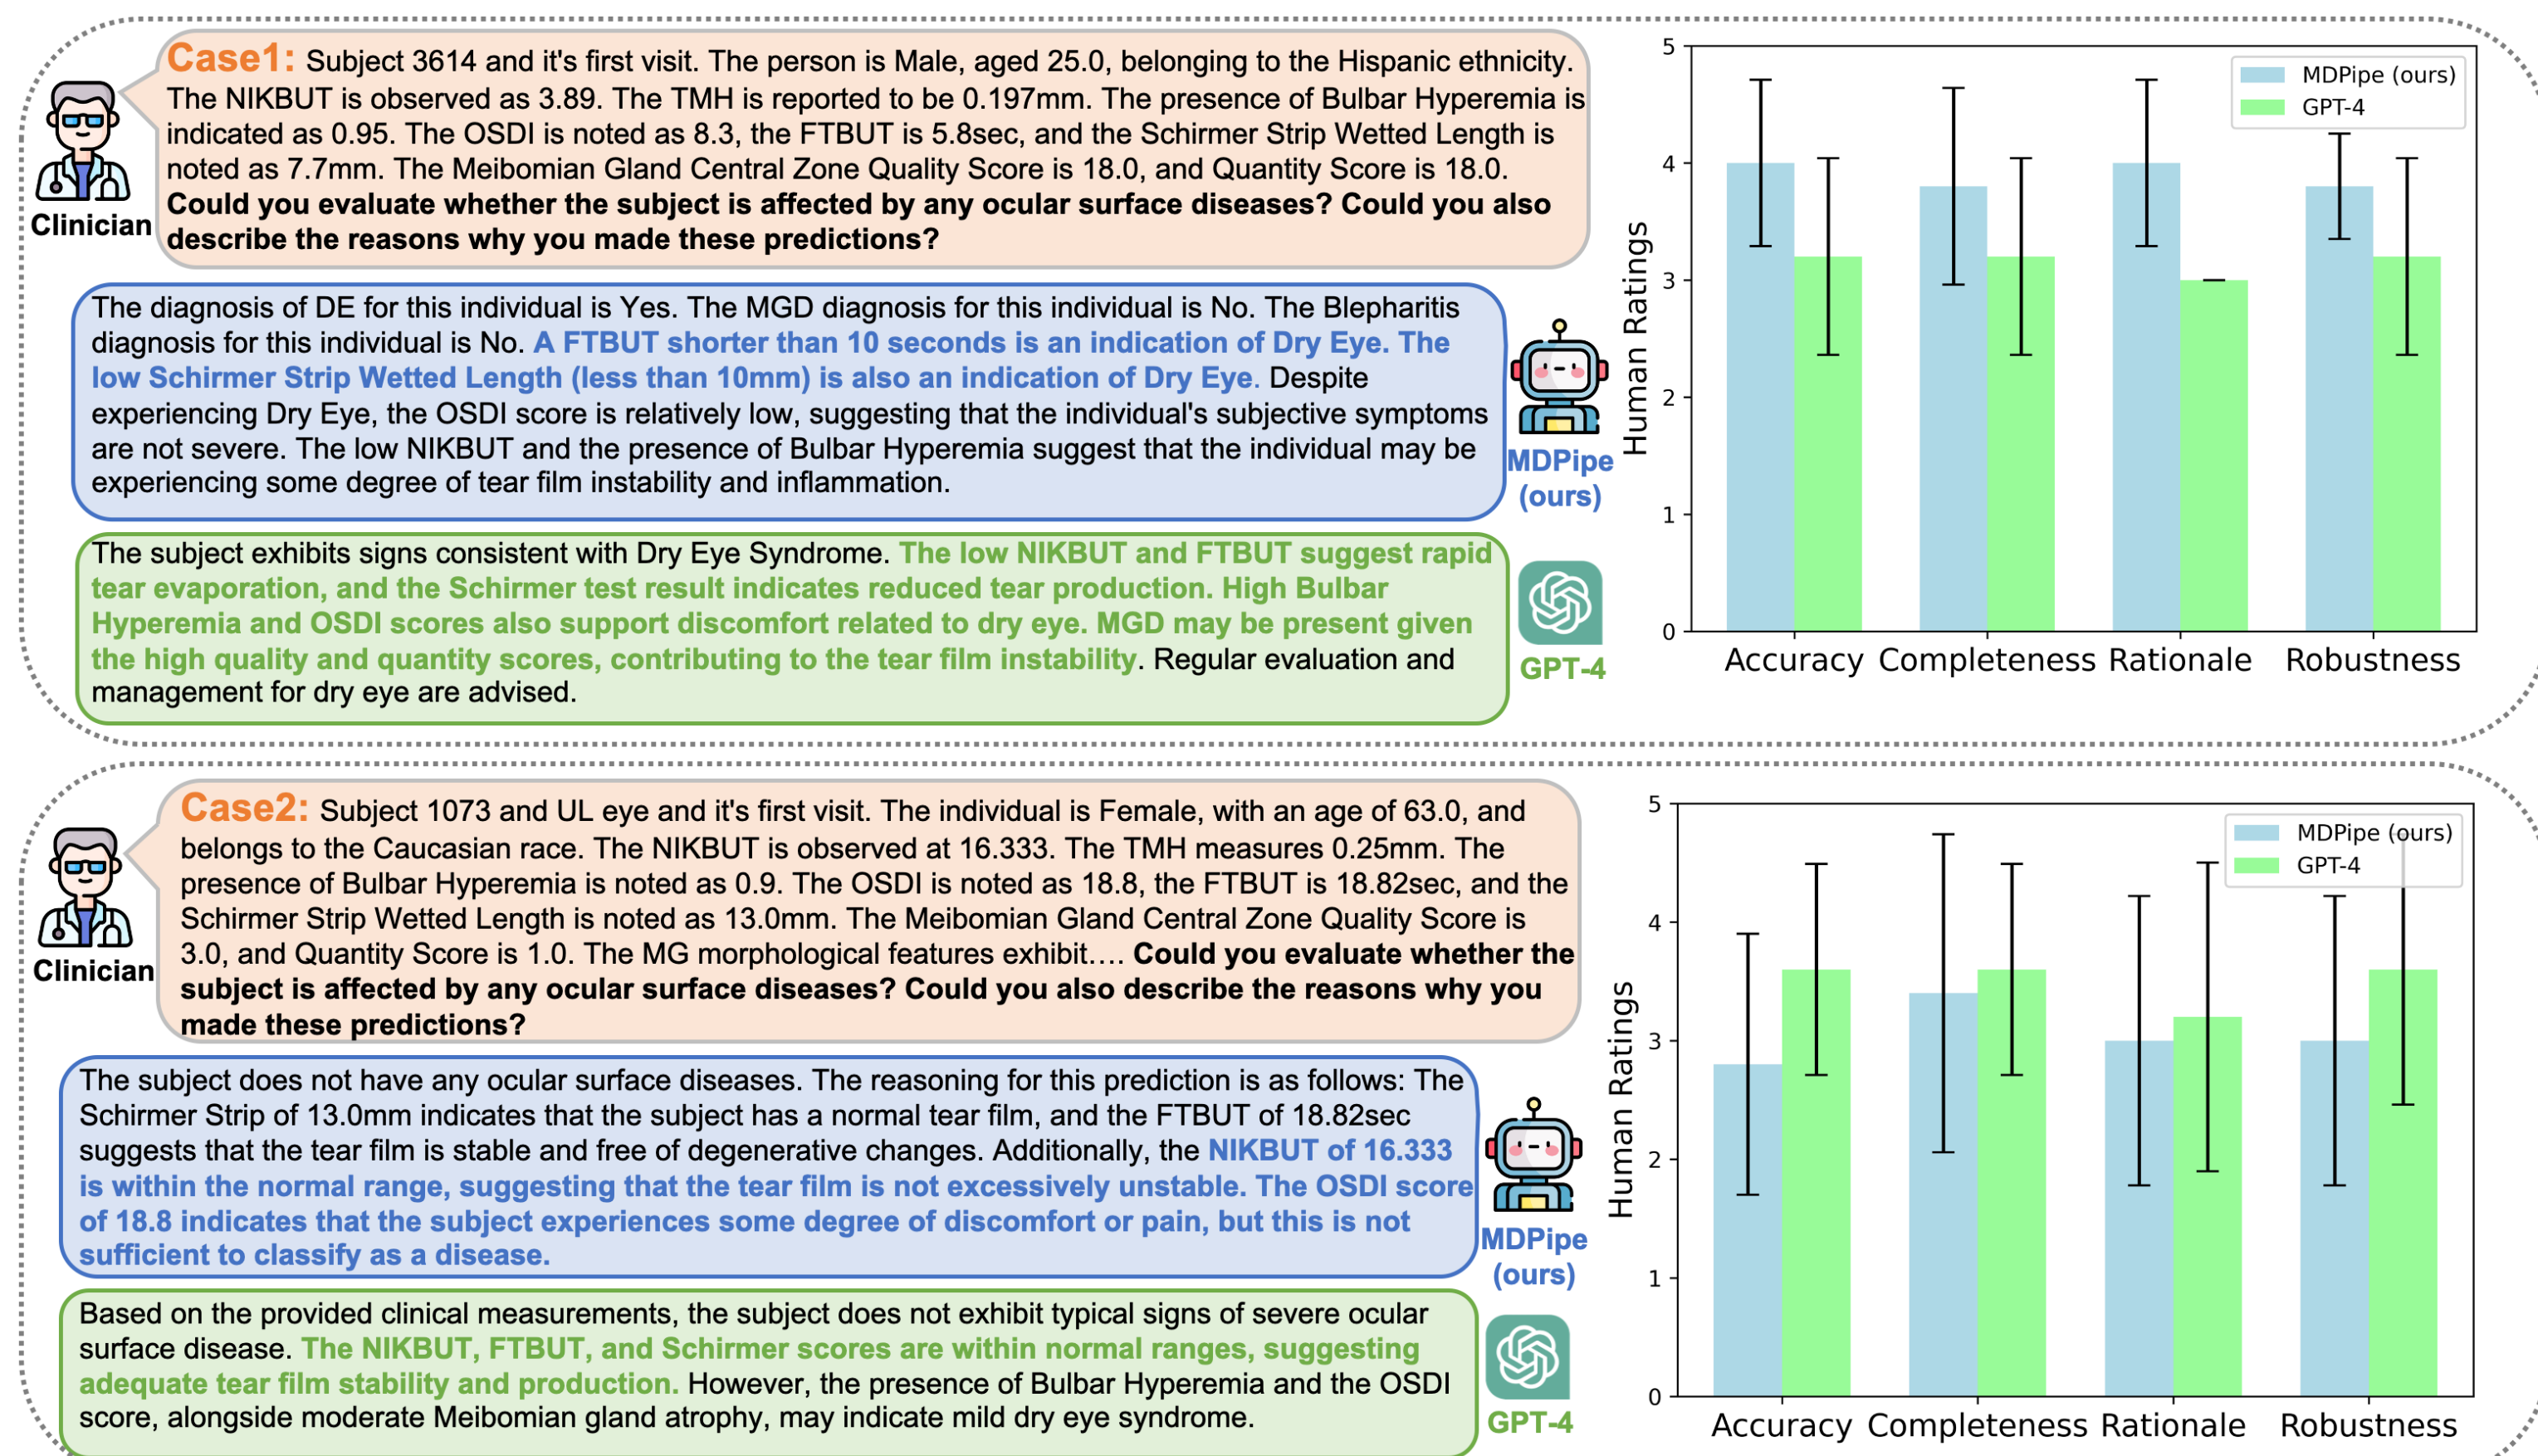 Case1: Subject 3614 and it's first visit. The person is Male, aged 25.0, belonging to the Hispanic ethnicity.
The NIKBUT is observed as 3.89. The TMH is reported to be 0.197mm. The presence of Bulbar Hyperemia is
indicated as 0.95. The OSDI is noted as 8.3, the FTBUT is 5.8sec, and the Schirmer Strip Wetted Length is
noted as 7.7mm. The Meibomian Gland Central Zone Quality Score is 18.0, and Quantity Score is 18.0.
Could you evaluate whether the subject is affected by any ocular surface diseases? Could you also
describe the reasons why you made these predictions?
Clinician
The diagnosis of DE for this individual is Yes. The MGD diagnosis for this individual is No. The Blepharitis
diagnosis for this individual is No. A FTBUT shorter than 10 seconds is an indication of Dry Eye. The
low Schirmer Strip Wetted Length (less than 10mm) is also an indication of Dry Eye. Despite
experiencing Dry Eye, the OSDI score is relatively low, suggesting that the individual's subjective symptoms
are not severe. The low NIKBUT and the presence of Bulbar Hyperemia suggest that the individual may be
experiencing some degree of tear film instability and inflammation.
MDPipe
(ours)
The subject exhibits signs consistent with Dry Eye Syndrome. The low NIKBUT and FTBUT suggest rapid
tear evaporation, and the Schirmer test result indicates reduced tear production. High Bulbar
Hyperemia and OSDI scores also support discomfort related to dry eye. MGD may be present given
the high quality and quantity scores, contributing to the tear film instability. Regular evaluation and
management for dry eye are advised.
GPT-4
Human Ratings
5
4
3
2
1
0
MDPipe (ours)
GPT-4
Accuracy Completeness Rationale Robustness
Case2: Subject 1073 and UL eye and it's first visit. The individual is Female, with an age of 63.0, and
belongs to the Caucasian race. The NIKBUT is observed at 16.333. The TMH measures 0.25mm. The
presence of Bulbar Hyperemia is noted as 0.9. The OSDI is noted as 18.8, the FTBUT is 18.82sec, and the
Schirmer Strip Wetted Length is noted as 13.0mm. The Meibomian Gland Central Zone Quality Score is
3.0, and Quantity Score is 1.0. The MG morphological features exhibit…. Could you evaluate whether the
subject is affected by any ocular surface diseases? Could you also describe the reasons why you
made these predictions?
Clinician
The subject does not have any ocular surface diseases. The reasoning for this prediction is as follows: The
Schirmer Strip of 13.0mm indicates that the subject has a normal tear film, and the FTBUT of 18.82sec
suggests that the tear film is stable and free of degenerative changes. Additionally, the NIKBUT of 16.333
is within the normal range, suggesting that the tear film is not excessively unstable. The OSDI score
of 18.8 indicates that the subject experiences some degree of discomfort or pain, but this is not
sufficient to classify as a disease.
MDPipe
(ours)
Based on the provided clinical measurements, the subject does not exhibit typical signs of severe ocular
surface disease. The NIKBUT, FTBUT, and Schirmer scores are within normal ranges, suggesting
adequate tear film stability and production. However, the presence of Bulbar Hyperemia and the OSDI
score, alongside moderate Meibomian gland atrophy, may indicate mild dry eye syndrome.
GPT-4
Human Ratings
5
4
3
2
1
0
MDPipe (ours)
GPT-4
Accuracy Completeness Rationale Robustness